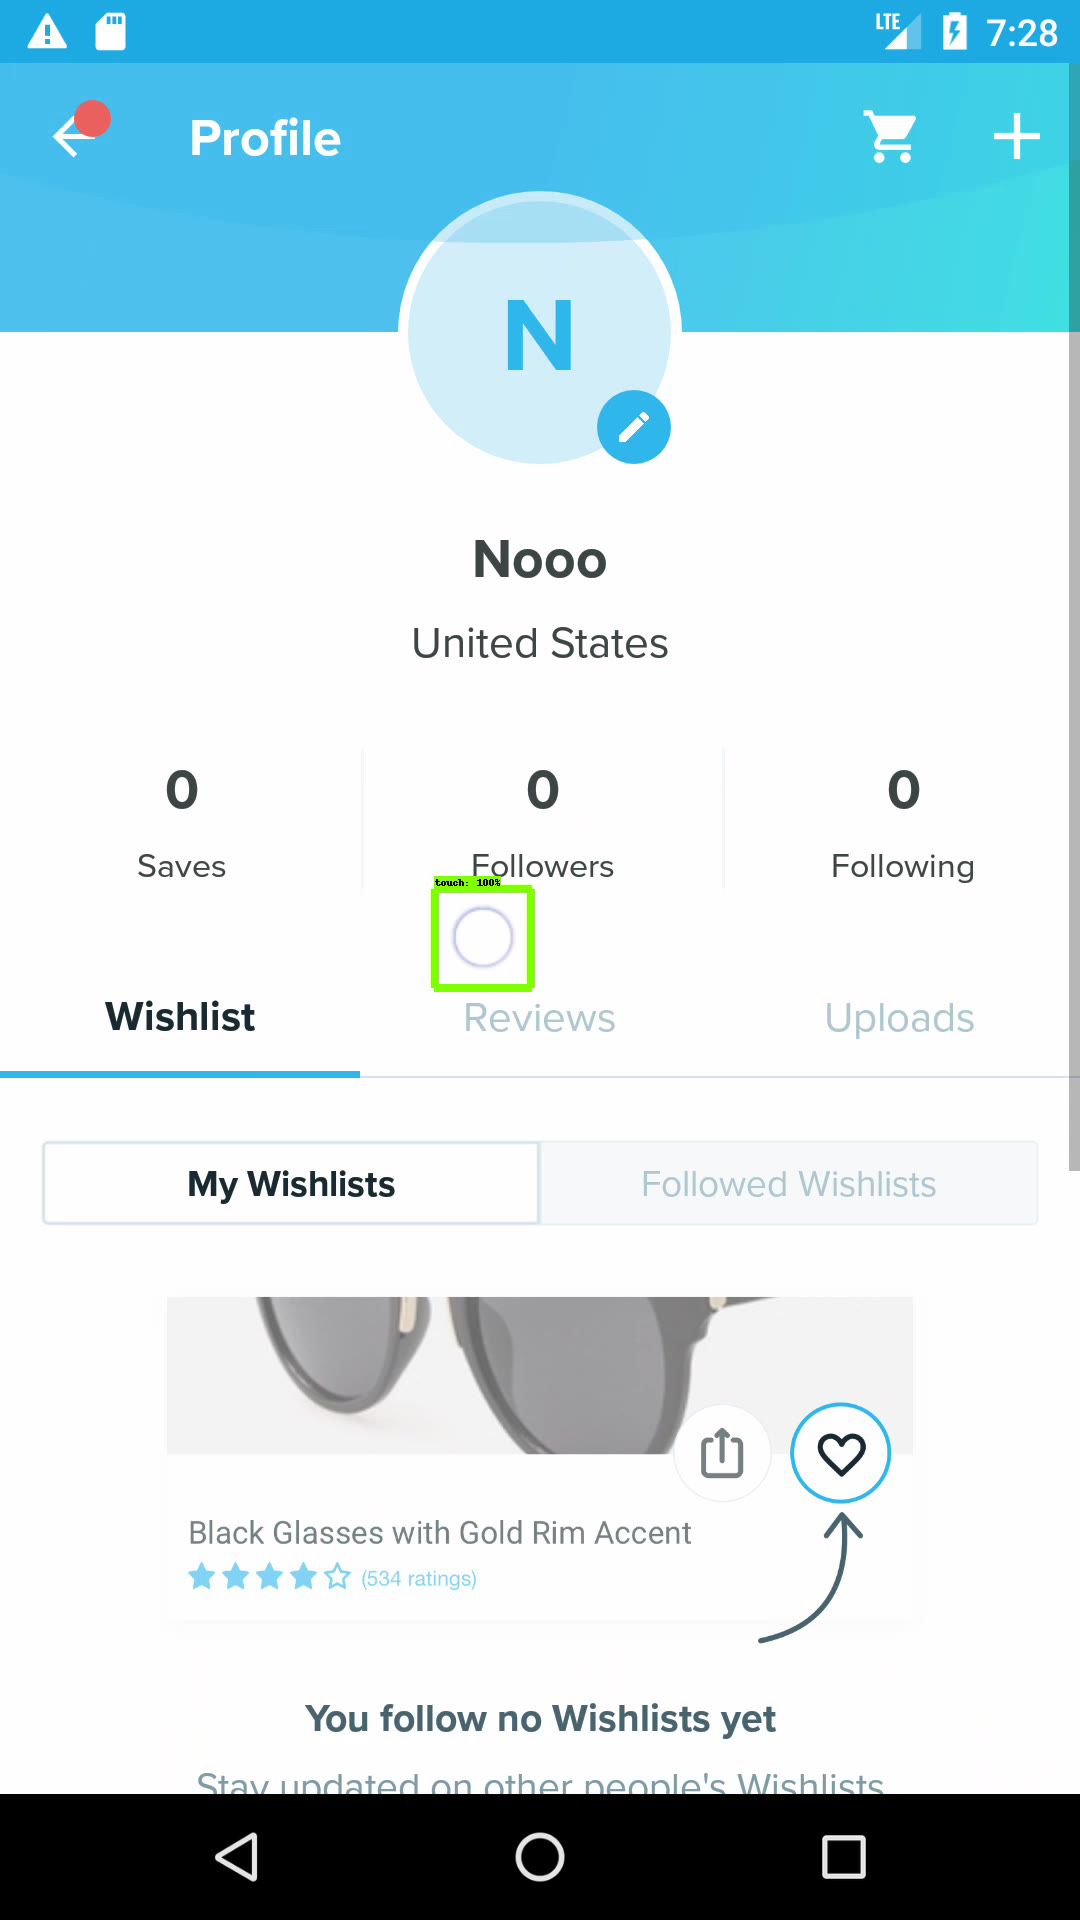 LTE 7:28
Profile
N
Nooo
United States
0 0 0
Saves Followers Following
touch: 100%
Wishlist Reviews Uploads
My Wishlists Followed Wishlists
Black Glasses with Gold Rim Accent
(534 ratings)
You follow no Wishlists yet
Stay updated on other people's Wishlists